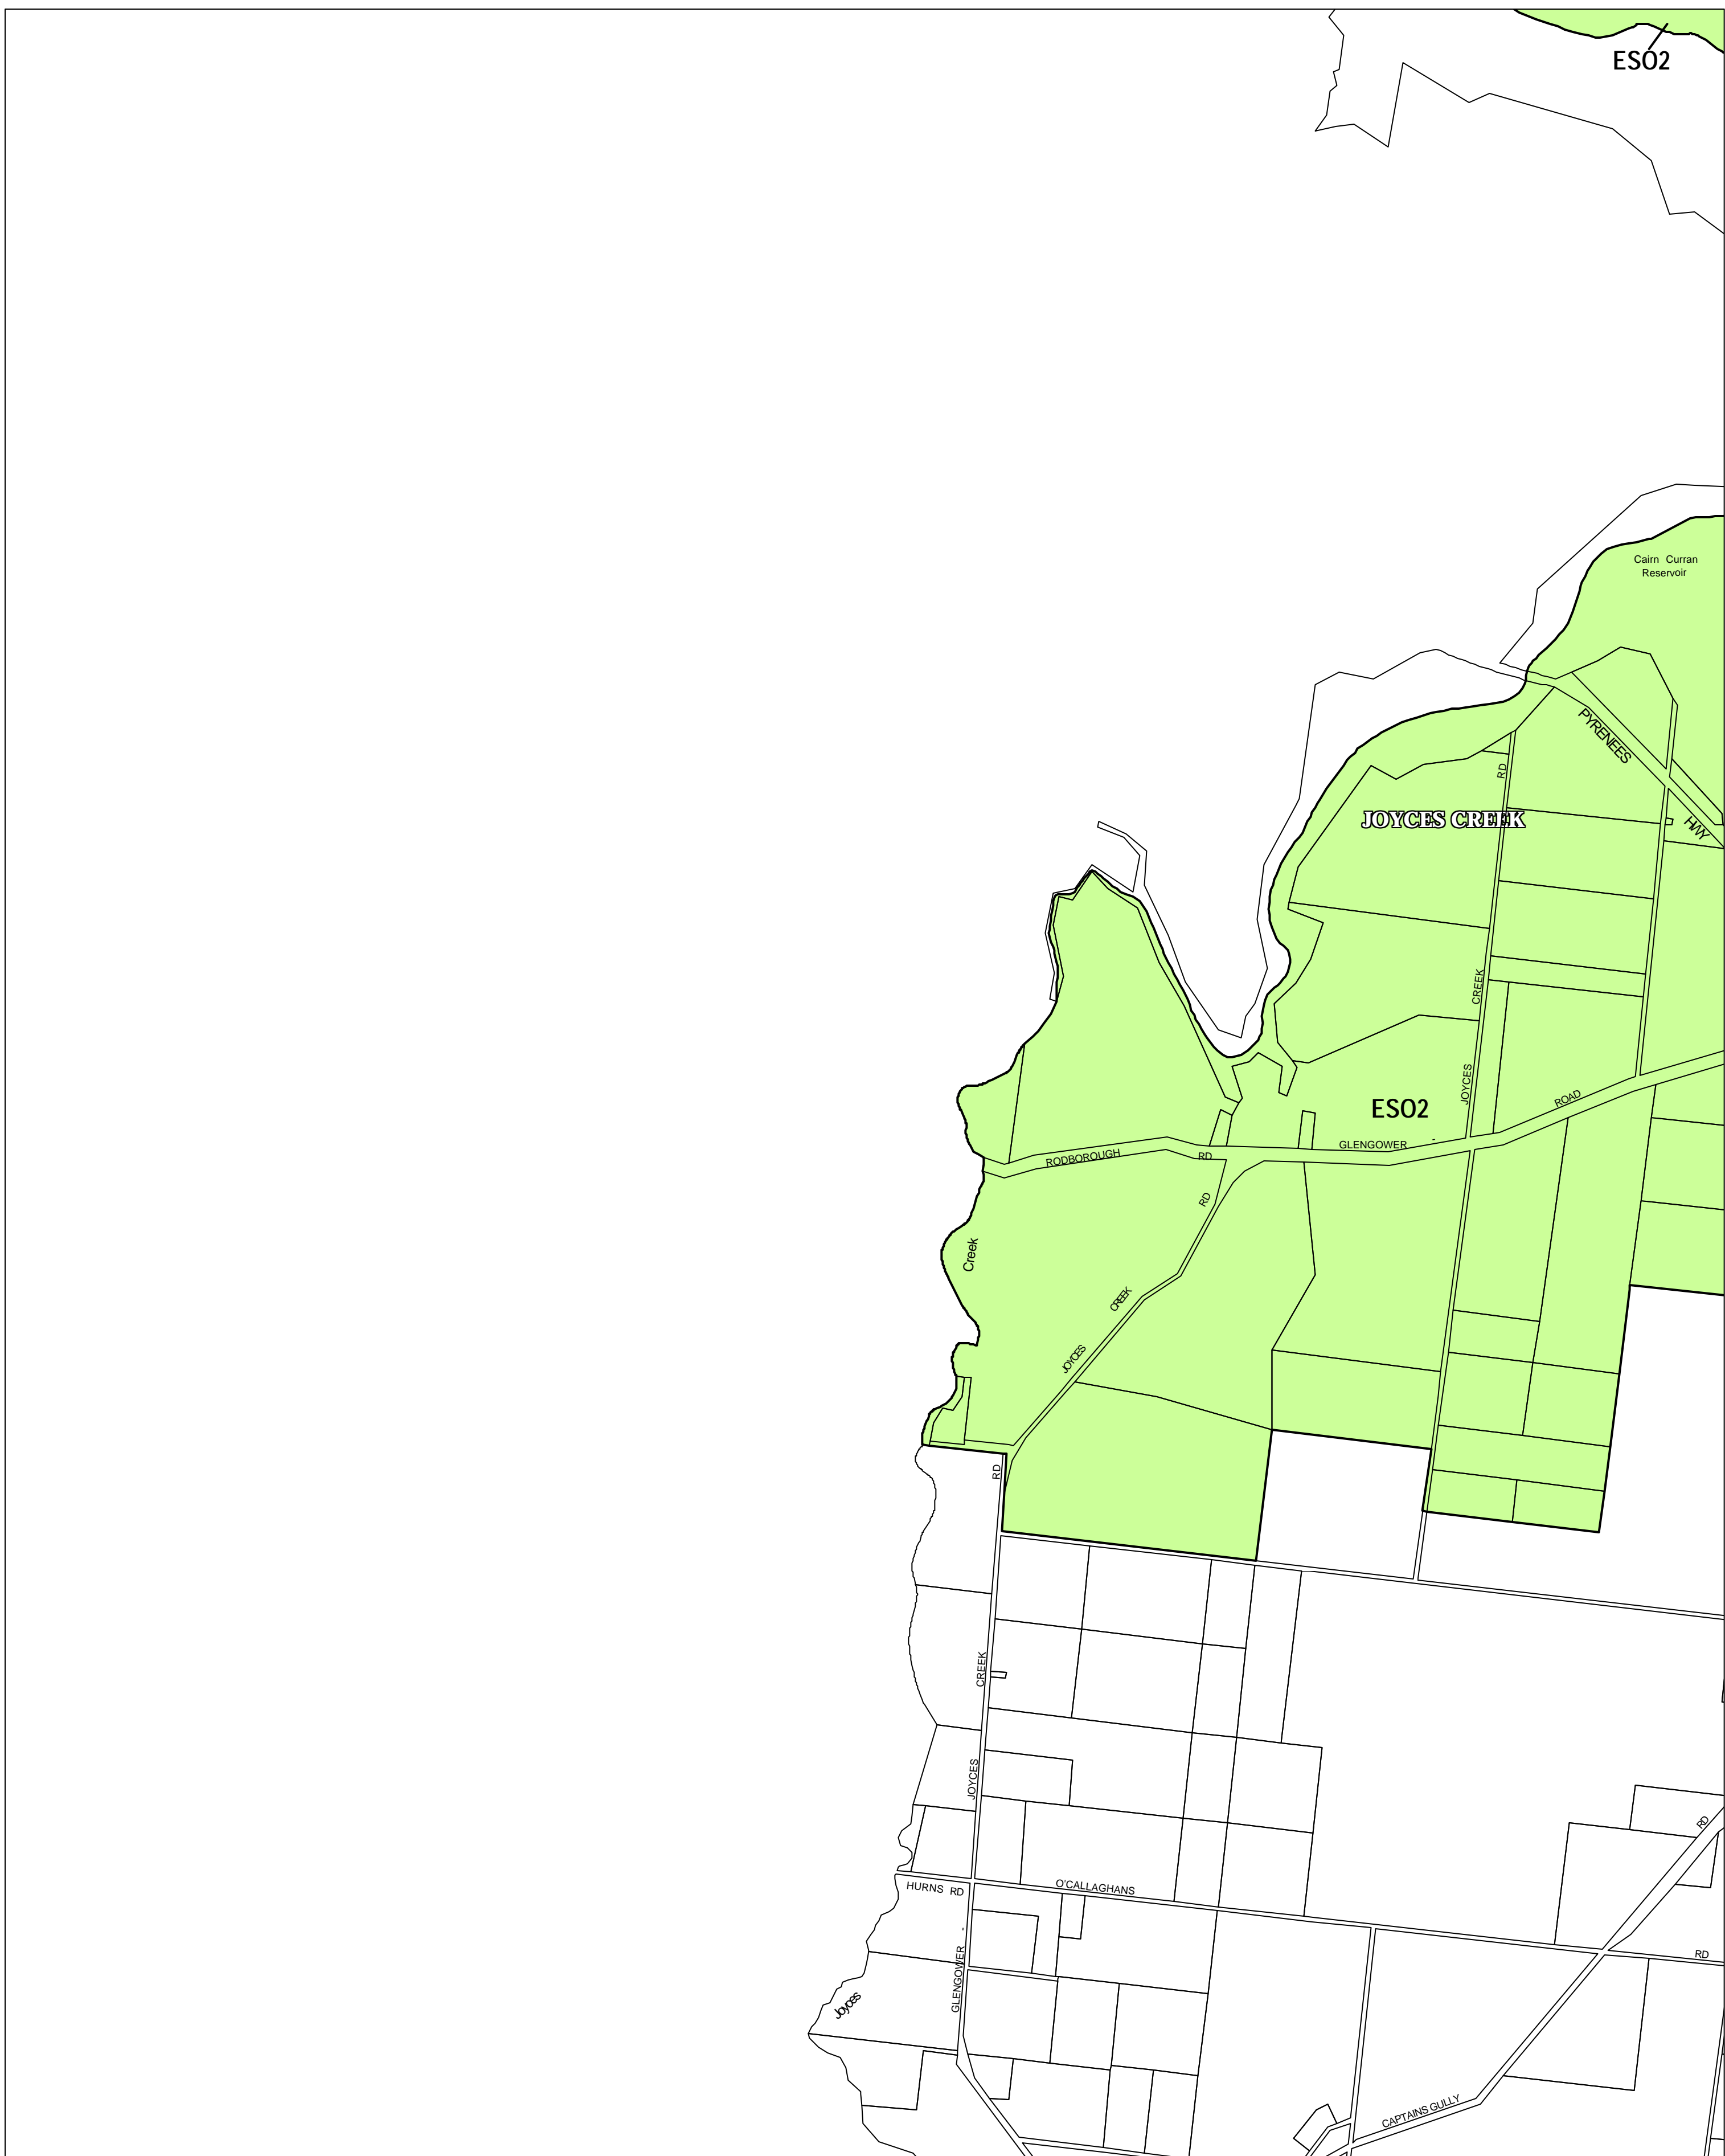 ESO2
Cairn Curran
Reservoir
PYRENEES
HWY
RD
JOYCES CREEK
CREEK
JOYCES
ESO2
ROAD
GLENGOWER -
RODBOROUGH RD
RD
CREEK
JOYCES
Creek
RD
CREEK
JOYCES
RD
HURNS RD
O'CALLAGHANS
RD
-
GLENGOWER
Joyces
CAPTAINS GULLY